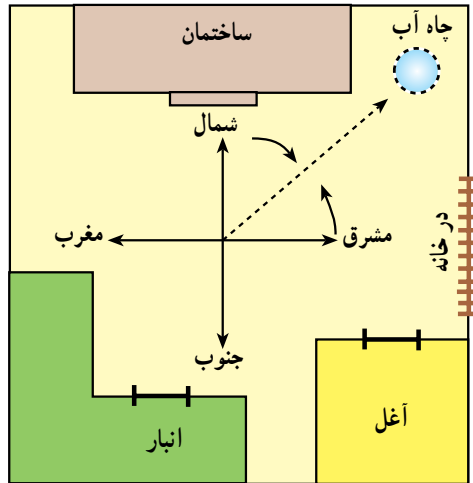 چاه آب
ساختمان
شمال
مغرب
مشرق
در خانه
جنوب
آغل
انبار